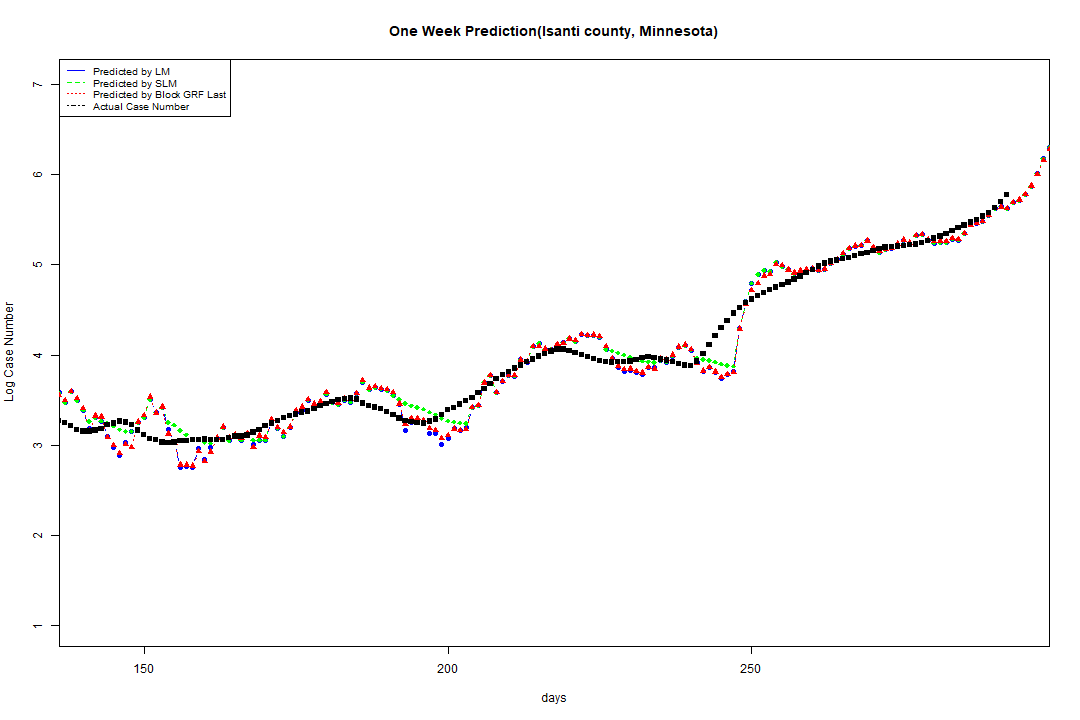 One Week Prediction(Isanti county, Minnesota)
Predicted by LM
Predicted by SLM
Predicted by Block GRF Last
Actual Case Number
7
6
5
4
3
2
1
Log Case Number
150 200 250
days